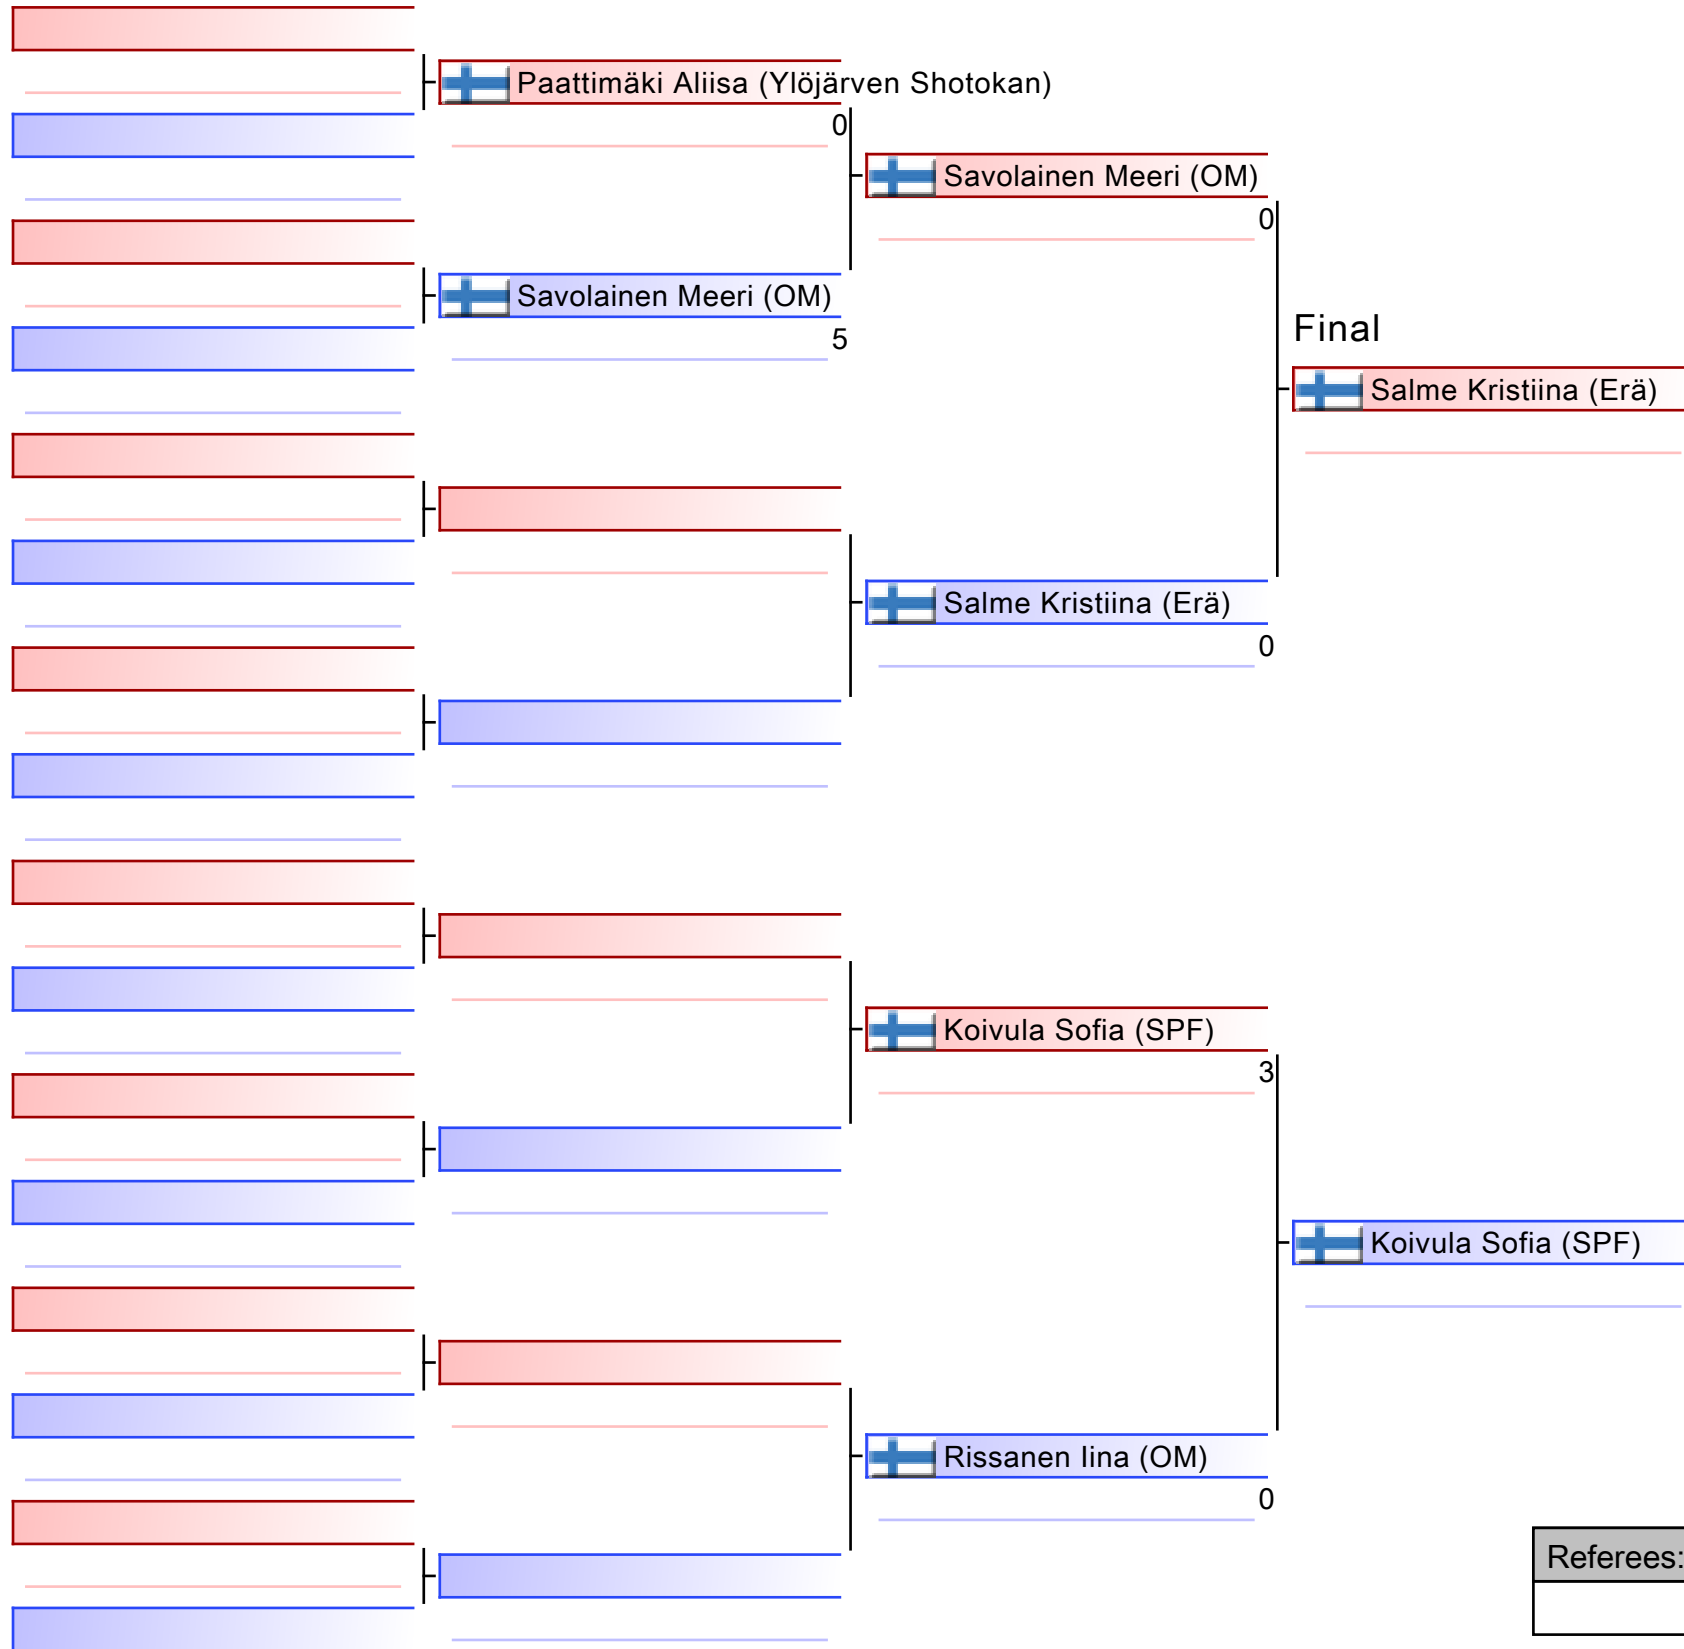 Paattimäki Aliisa (Ylöjärven Shotokan)
0
Savolainen Meeri (OM)
0
Savolainen Meeri (OM)
5
Final
Salme Kristiina (Erä)
Salme Kristiina (Erä)
0
Koivula Sofia (SPF)
3
Koivula Sofia (SPF)
Rissanen Iina (OM)
0
Referees: